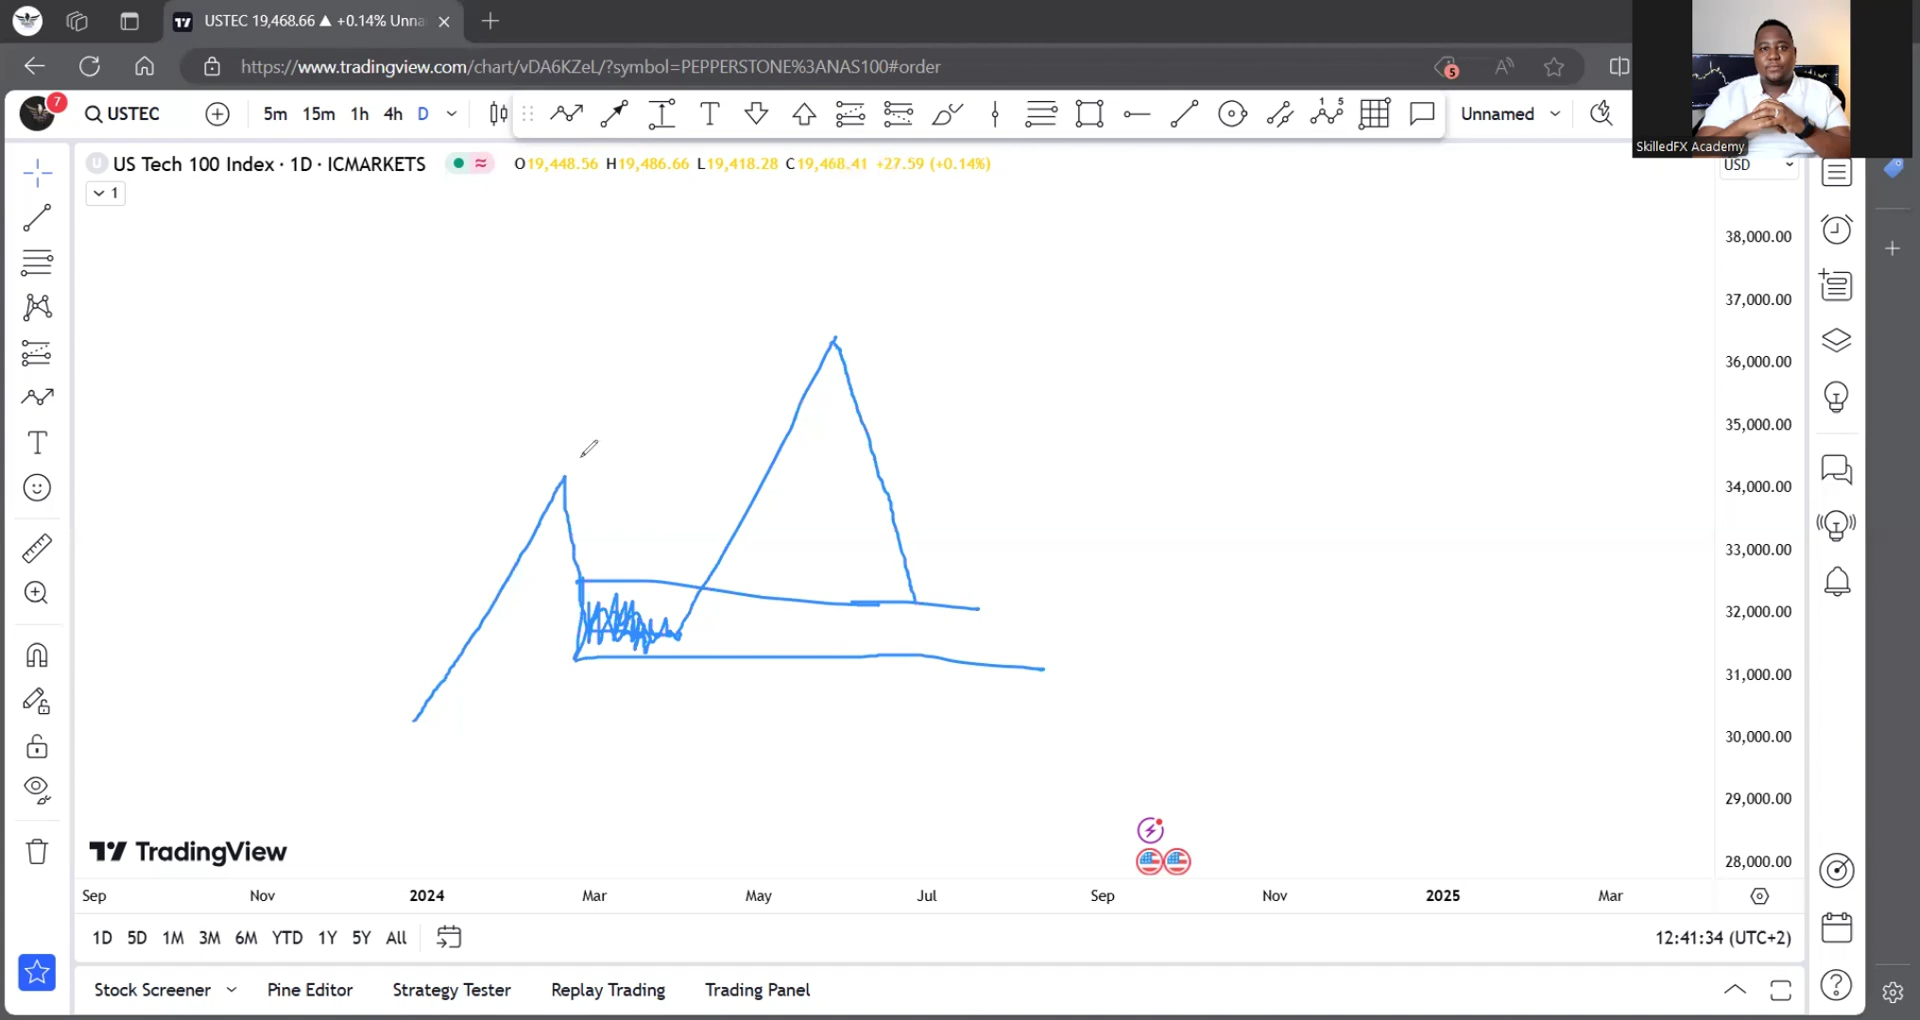 USTEC 19,468.66 ▲ +0.14% Unna
https://www.tradingview.com/chart/vDA6KZeL/?symbol=PEPPERSTONE%3ANAS100#order
5
A
SkilledFX Academy
7
USTEC
5m 15m 1h 4h D
T
1 5
Unnamed
U
US Tech 100 Index · 1D · ICMARKETS
O19,448.56 H19,486.66 L19,418.28 C19,468.41 +27.59 (+0.14%)
USD
1
38,000.00
37,000.00
36,000.00
35,000.00
34,000.00
33,000.00
32,000.00
31,000.00
30,000.00
29,000.00
28,000.00
T
TradingView
Sep Nov 2024 Mar May Jul Sep Nov 2025 Mar
1D 5D 1M 3M 6M YTD 1Y 5Y All
12:41:34 (UTC+2)
Stock Screener Pine Editor Strategy Tester Replay Trading Trading Panel